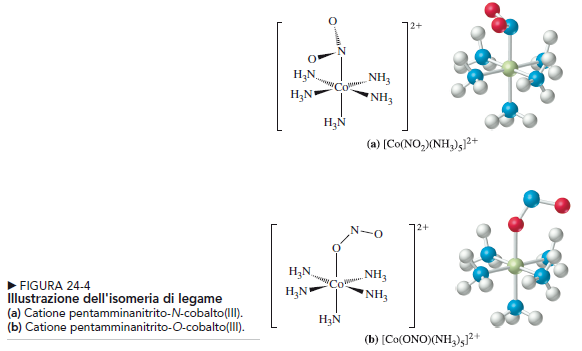 O
2+
O
N
H₃N
NH₃
Co
H₃N
NH₃
H₃N
(a) [Co(NO₂)(NH₃)₅]²⁺
N–O
2+
O
H₃N
NH₃
Co
H₃N
NH₃
H₃N
(b) [Co(ONO)(NH₃)₅]²⁺
► FIGURA 24-4
Illustrazione dell'isomeria di legame
(a) Catione pentamminanitrito-N-cobalto(III).
(b) Catione pentamminanitrito-O-cobalto(III).